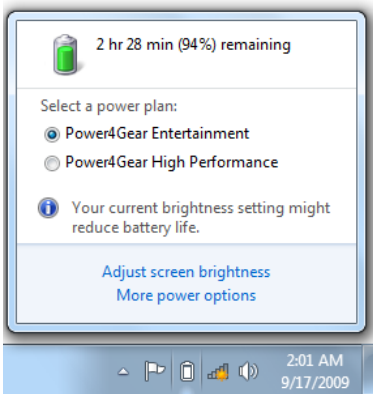 2 hr 28 min (94%) remaining
Select a power plan:
Power4Gear Entertainment
Power4Gear High Performance
Your current brightness setting might
reduce battery life.
Adjust screen brightness
More power options
2:01 AM
9/17/2009